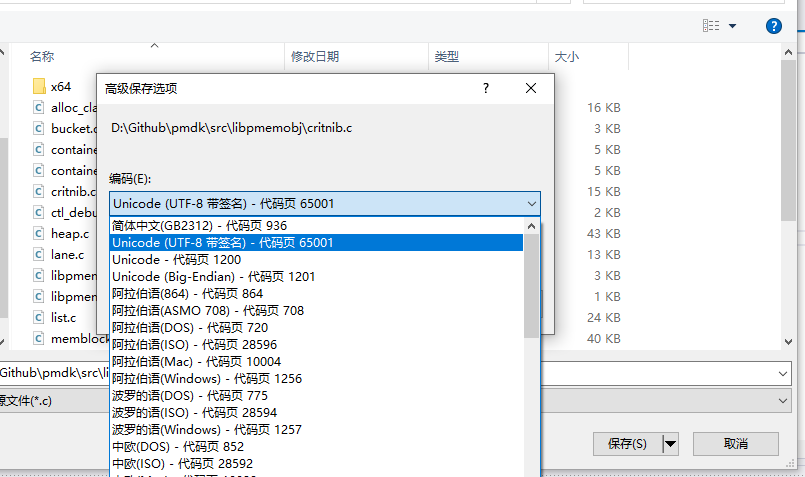 ?
名称 修改日期 类型 大小
高级保存选项 ?
x64
D:\Github\pmdk\src\libpmemobj\critnib.c
alloc_cla 16 KB
bucket.c 3 KB
containe 5 KB
containe 5 KB
编码(E):
critnib.c 15 KB
Unicode (UTF-8 带签名) - 代码页 65001
ctl_debu 2 KB
简体中文(GB2312) - 代码页 936
heap.c 43 KB
Unicode (UTF-8 带签名) - 代码页 65001
lane.c 13 KB
Unicode - 代码页 1200
libpmem 3 KB
Unicode (Big-Endian) - 代码页 1201
libpmem 1 KB
阿拉伯语(864) - 代码页 864
阿拉伯语(ASMO 708) - 代码页 708
list.c 24 KB
阿拉伯语(DOS) - 代码页 720
memblock 40 KB
阿拉伯语(ISO) - 代码页 28596
阿拉伯语(Mac) - 代码页 10004
Github\pmdk\src\li
阿拉伯语(Windows) - 代码页 1256
波罗的语(DOS) - 代码页 775
源文件(*.c)
波罗的语(ISO) - 代码页 28594
波罗的语(Windows) - 代码页 1257
中欧(DOS) - 代码页 852
保存(S) 取消
中欧(ISO) - 代码页 28592